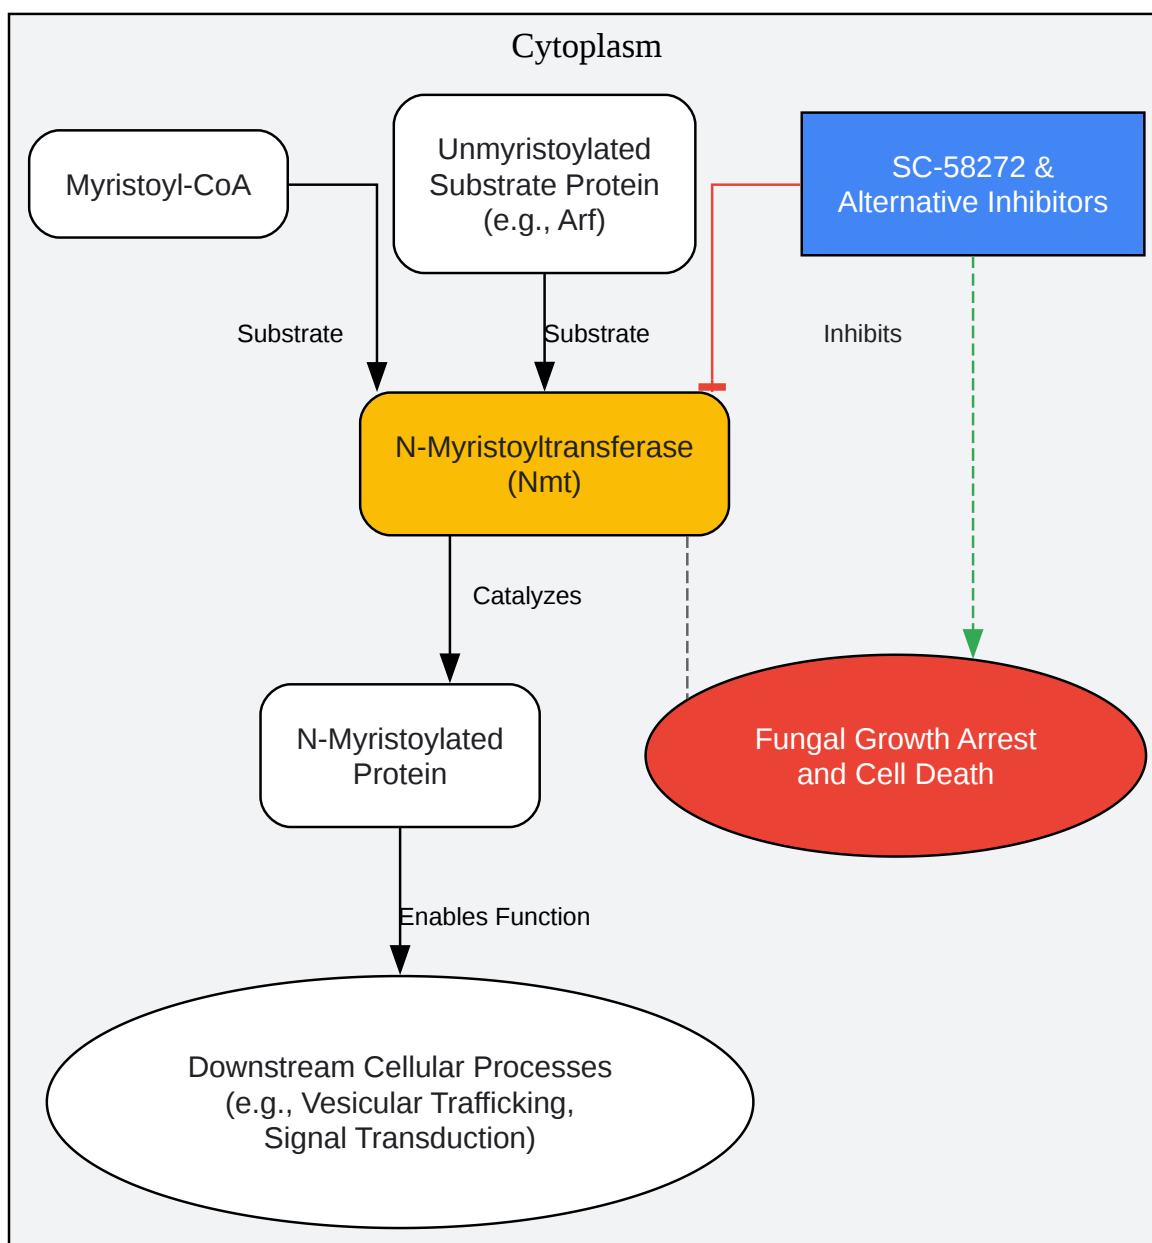 Cytoplasm
Myristoyl-CoA
Unmyristoylated
Substrate Protein
(e.g., Arf)
SC-58272 &
Alternative Inhibitors
Substrate
Substrate
Inhibits
N-Myristoyltransferase
(Nmt)
Catalyzes
N-Myristoylated
Protein
Fungal Growth Arrest
and Cell Death
Enables Function
Downstream Cellular Processes
(e.g., Vesicular Trafficking,
Signal Transduction)